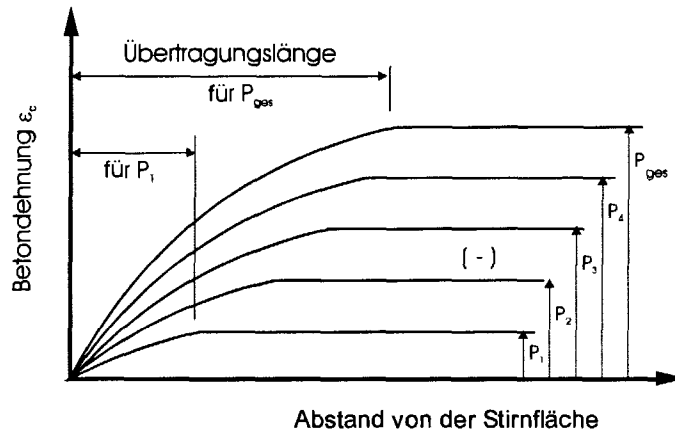 Übertragungslänge
für P_ges
für P_1
Betondehnung ε_c
(-)
P_1
P_2
P_3
P_4
P_ges
Abstand von der Stirnfläche